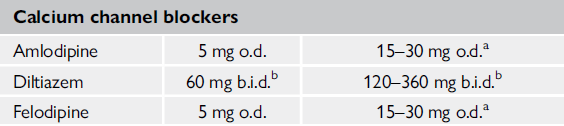 Calcium channel blockers
Amlodipine 5 mg o.d. 15–30 mg o.d.a
Diltiazem 60 mg b.i.d.b 120–360 mg b.i.d.b
Felodipine 5 mg o.d. 15–30 mg o.d.a